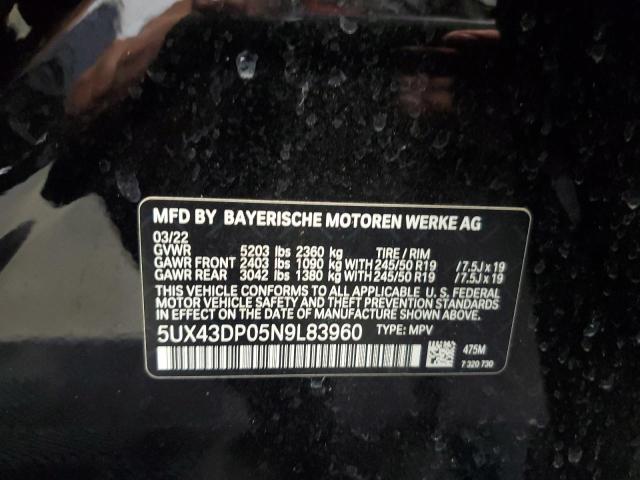 MFD BY BAYERISCHE MOTOREN WERKE AG
03/22
GVWR 5203 lbs 2360 kg TIRE / RIM
GAWR FRONT 2403 lbs 1090 kg WITH 245/50 R19 / 7.5J x 19
GAWR REAR 3042 lbs 1380 kg WITH 245/50 R19 / 7.5J x 19
THIS VEHICLE CONFORMS TO ALL APPLICABLE U. S. FEDERAL
MOTOR VEHICLE SAFETY AND THEFT PREVENTION STANDARDS
IN EFFECT ON THE DATE OF MANUFACTURE SHOWN ABOVE.
5UX43DP05N9L83960 TYPE: MPV
475M
7 320 730